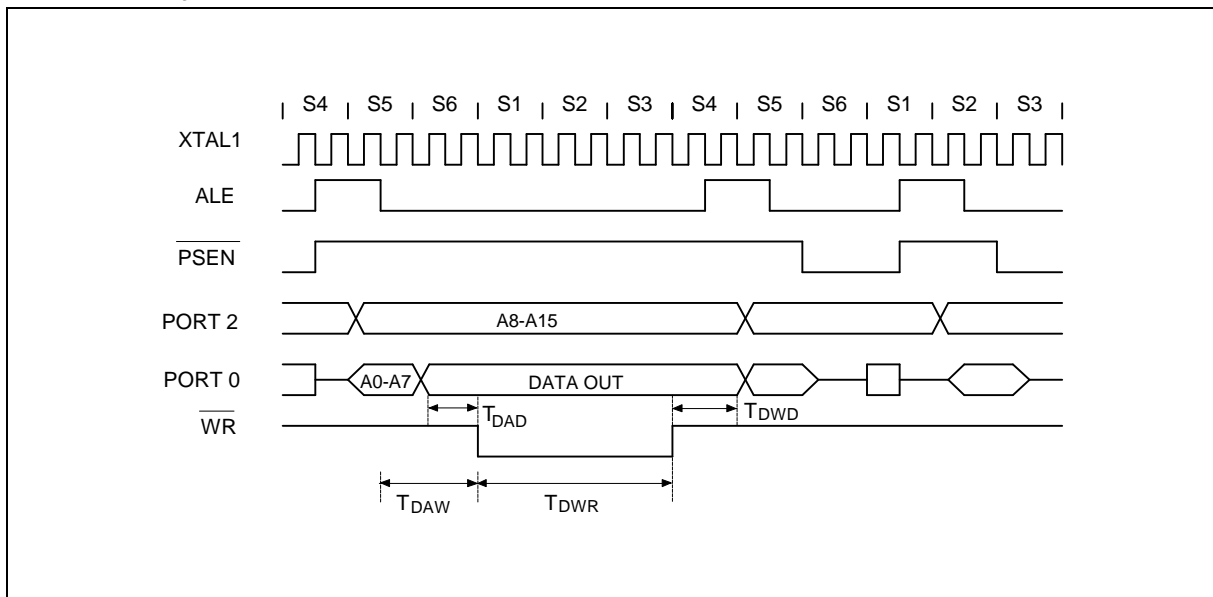 S4 S5 S6 S1 S2 S3 S4 S5 S6 S1 S2 S3
XTAL1
ALE
PSEN
PORT 2 A8-A15
PORT 0 A0-A7 DATA OUT
WR TDAD TDWD
TDAW TDWR